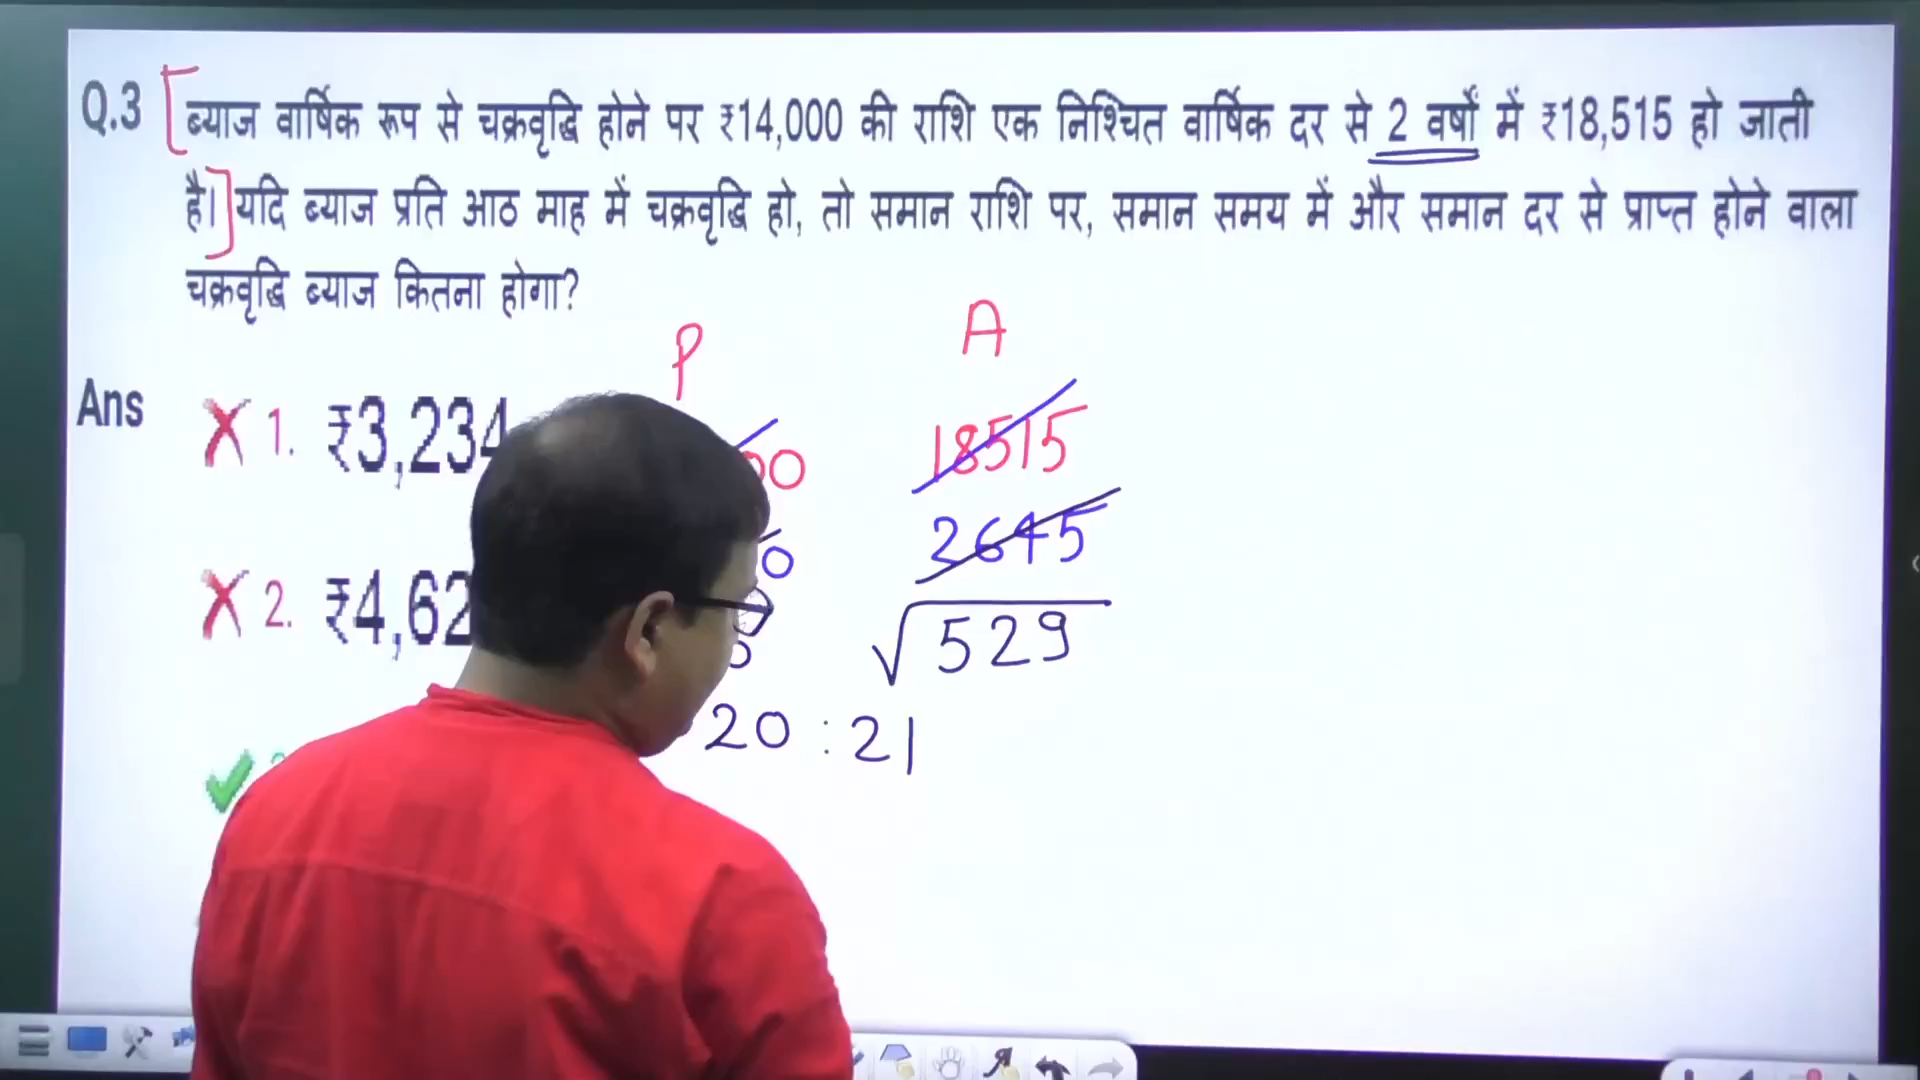 Q.3 ब्याज वार्षिक रूप से चक्रवृद्धि होने पर ₹14,000 की राशि एक निश्चित वार्षिक दर से 2 वर्षों में ₹18,515 हो जाती
है। यदि ब्याज प्रति आठ माह में चक्रवृद्धि हो, तो समान राशि पर, समान समय में और समान दर से प्राप्त होने वाला
चक्रवृद्धि ब्याज कितना होगा?
P A
Ans 1. ₹3,234
18515
2645
2. ₹4,62
√529
20 : 21